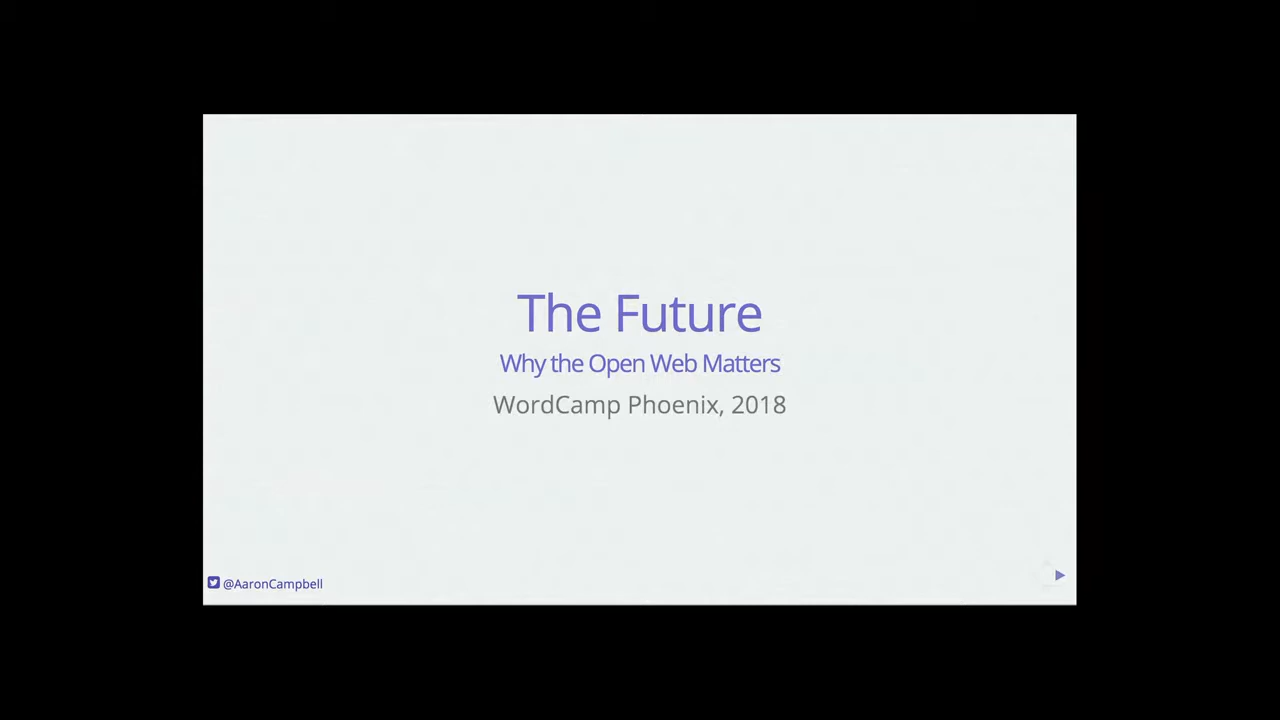 The Future
Why the Open Web Matters
WordCamp Phoenix, 2018
@AaronCampbell